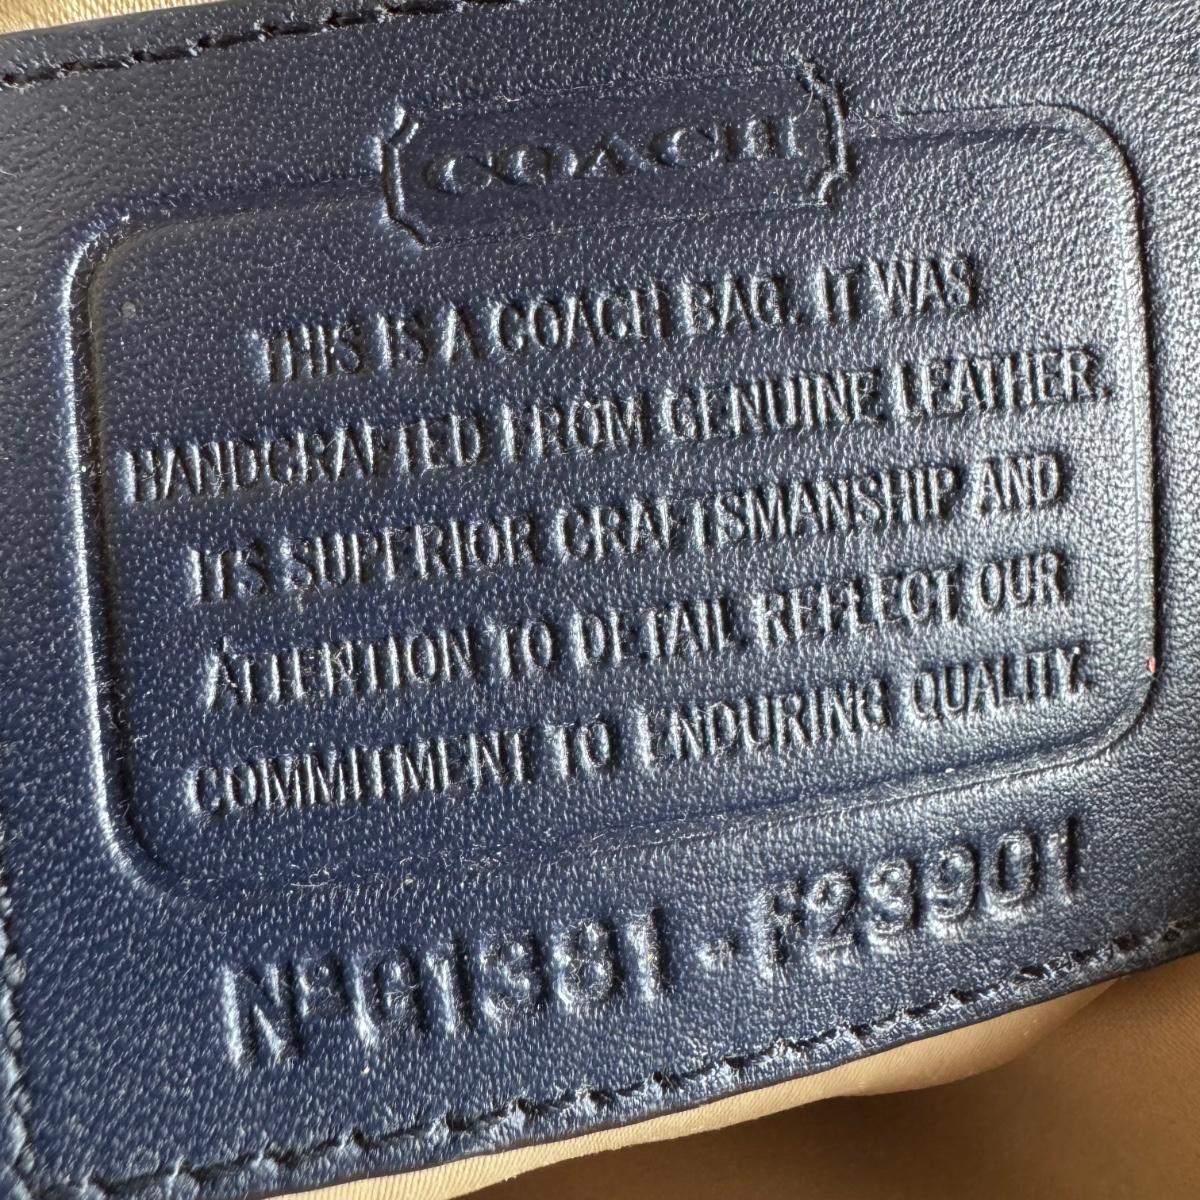 COACH
THIS IS A COACH BAG. IT WAS
HANDCRAFTED FROM GENUINE LEATHER.
ITS SUPERIOR CRAFTSMANSHIP AND
ATTENTION TO DETAIL REFLECT OUR
COMMITMENT TO ENDURING QUALITY.
Nº G1381-F23901